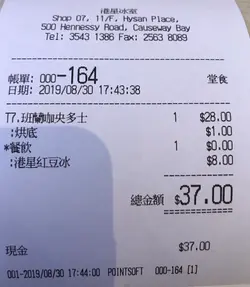 港星冰室
Shop 07, 11/F, Hysan Place,
500 Hennessy Road, Causeway Bay
Tel: 3543 1386 Fax: 2563 8089
帳單: 000-164 堂食
日期: 2019/08/30 17:43:38
T7.班蘭咖央多士 1 $28.00
:烘底 $1.00
*餐飲 1 $0.00
:港星紅豆冰 $8.00
總金額 $37.00
現金 $37.00
001-2019/08/30 17:44:00 POINTSOFT 000-164 [1]